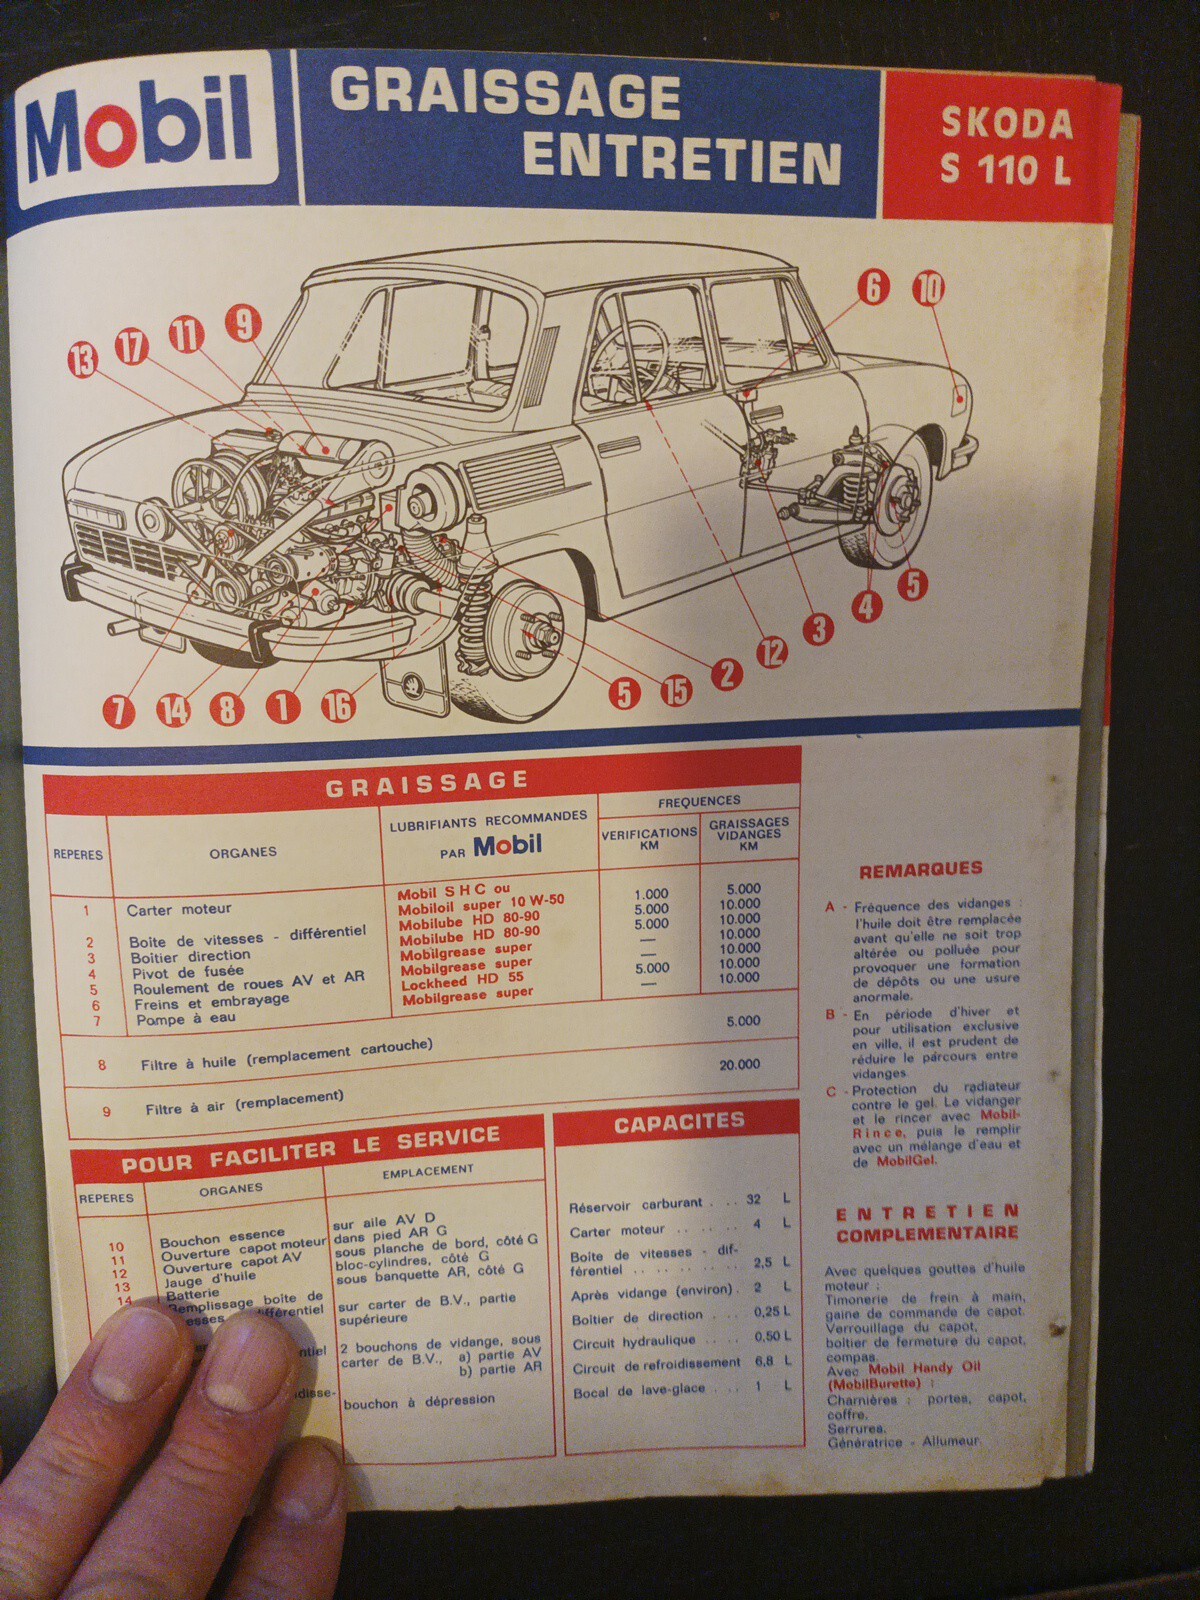 Mobil
GRAISSAGE
ENTRETIEN
SKODA
S 110 L
6
10
9
11
17
13
5
4
3
12
2
15
5
16
1
8
14
7
GRAISSAGE
REPERES
ORGANES
LUBRIFIANTS RECOMMANDES
PAR Mobil
FREQUENCES
VERIFICATIONS
KM
GRAISSAGES
VIDANGES
KM
1 Carter moteur Mobil S H C ou
Mobiloil super 10 W-50 1.000 5.000
2 Boîte de vitesses - différentiel Mobilube HD 80-90 5.000 10.000
3 Boitier direction Mobilube HD 80-90 5.000 10.000
4 Pivot de fusée Mobilgrease super — 10.000
5 Roulement de roues AV et AR Mobilgrease super — 10.000
6 Freins et embrayage Lockheed HD 55 5.000 10.000
7 Pompe à eau Mobilgrease super — 10.000
8 Filtre à huile (remplacement cartouche) 5.000
9 Filtre à air (remplacement) 20.000
POUR FACILITER LE SERVICE
REPERES
ORGANES
EMPLACEMENT
10 Bouchon essence sur aile AV D
11 Ouverture capot moteur dans pied AR G
12 Ouverture capot AV sous planche de bord, côté G
13 Jauge d'huile bloc-cylindres, côté G
14 Batterie sous banquette AR, côté G
Remplissage boîte de
sur carter de B.V., partie
supérieure
2 bouchons de vidange, sous
carter de B.V., a) partie AV
b) partie AR
bouchon à dépression
CAPACITES
Réservoir carburant . . . 32 L
Carter moteur . . . . . . 4 L
Boîte de vitesses - dif-
férentiel . . . . . . . . 2,5 L
Après vidange (environ) . 2 L
Boîtier de direction . . . 0,25 L
Circuit hydraulique . . . . 0,50 L
Circuit de refroidissement 6,8 L
Bocal de lave-glace . . . 1 L
REMARQUES
A - Fréquence des vidanges :
l'huile doit être remplacée
avant qu'elle ne soit trop
altérée ou polluée pour
provoquer une formation
de dépôts ou une usure
anormale.
B - En période d'hiver et
pour utilisation exclusive
en ville, il est prudent de
réduire le parcours entre
vidanges.
C - Protection du radiateur
contre le gel. Le vidanger
et le rincer avec Mobil-
Rince, puis le remplir
avec un mélange d'eau et
de MobilGel.
ENTRETIEN
COMPLEMENTAIRE
Avec quelques gouttes d'huile
moteur :
Timonerie de frein à main,
gaine de commande de capot.
Verrouillage du capot,
boîtier de fermeture du capot,
compas.
Avec Mobil Handy Oil
(MobilBurette) :
Charnières : portes, capot,
coffre.
Serrures.
Génératrice - Allumeur.